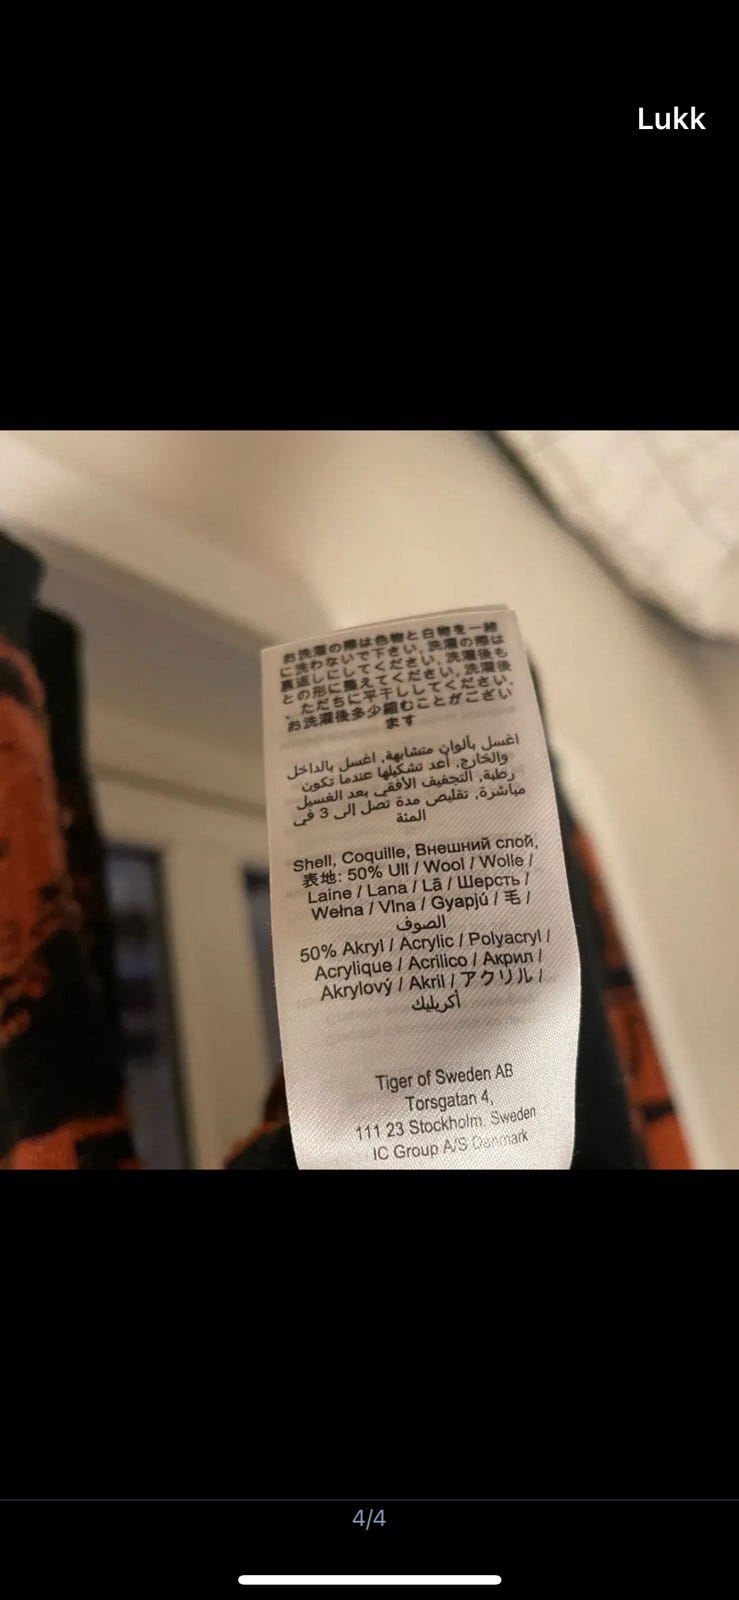 Lukk
お洗濯の際は色物と白物を一緒
に洗わないで下さい, 洗濯の際は
裏返しにしてください, 洗濯後も
との形に整えてください, 洗濯後
, ただちに平干ししてください,
お洗濯後多少縮むことがござい
ます
اغسل بألوان متشابهة, اغسل بالداخل
والخارج, أعد تشكيلها عندما تكون
رطبة, التجفيف الأفقي بعد الغسيل
مباشرة, تقليص مدة تصل إلى 3 في
المئة
Shell, Coquille, Внешний слой,
表地: 50% Ull / Wool / Wolle /
Laine / Lana / Lã / Шерсть /
Wełna / Vlna / Gyapjú / 毛 /
الصوف
50% Akryl / Acrylic / Polyacryl /
Acrylique / Acrilico / Акрил /
Akrylový / Akril / アクリル /
أكريليك
Tiger of Sweden AB
Torsgatan 4,
111 23 Stockholm, Sweden
IC Group A/S Danmark
4/4